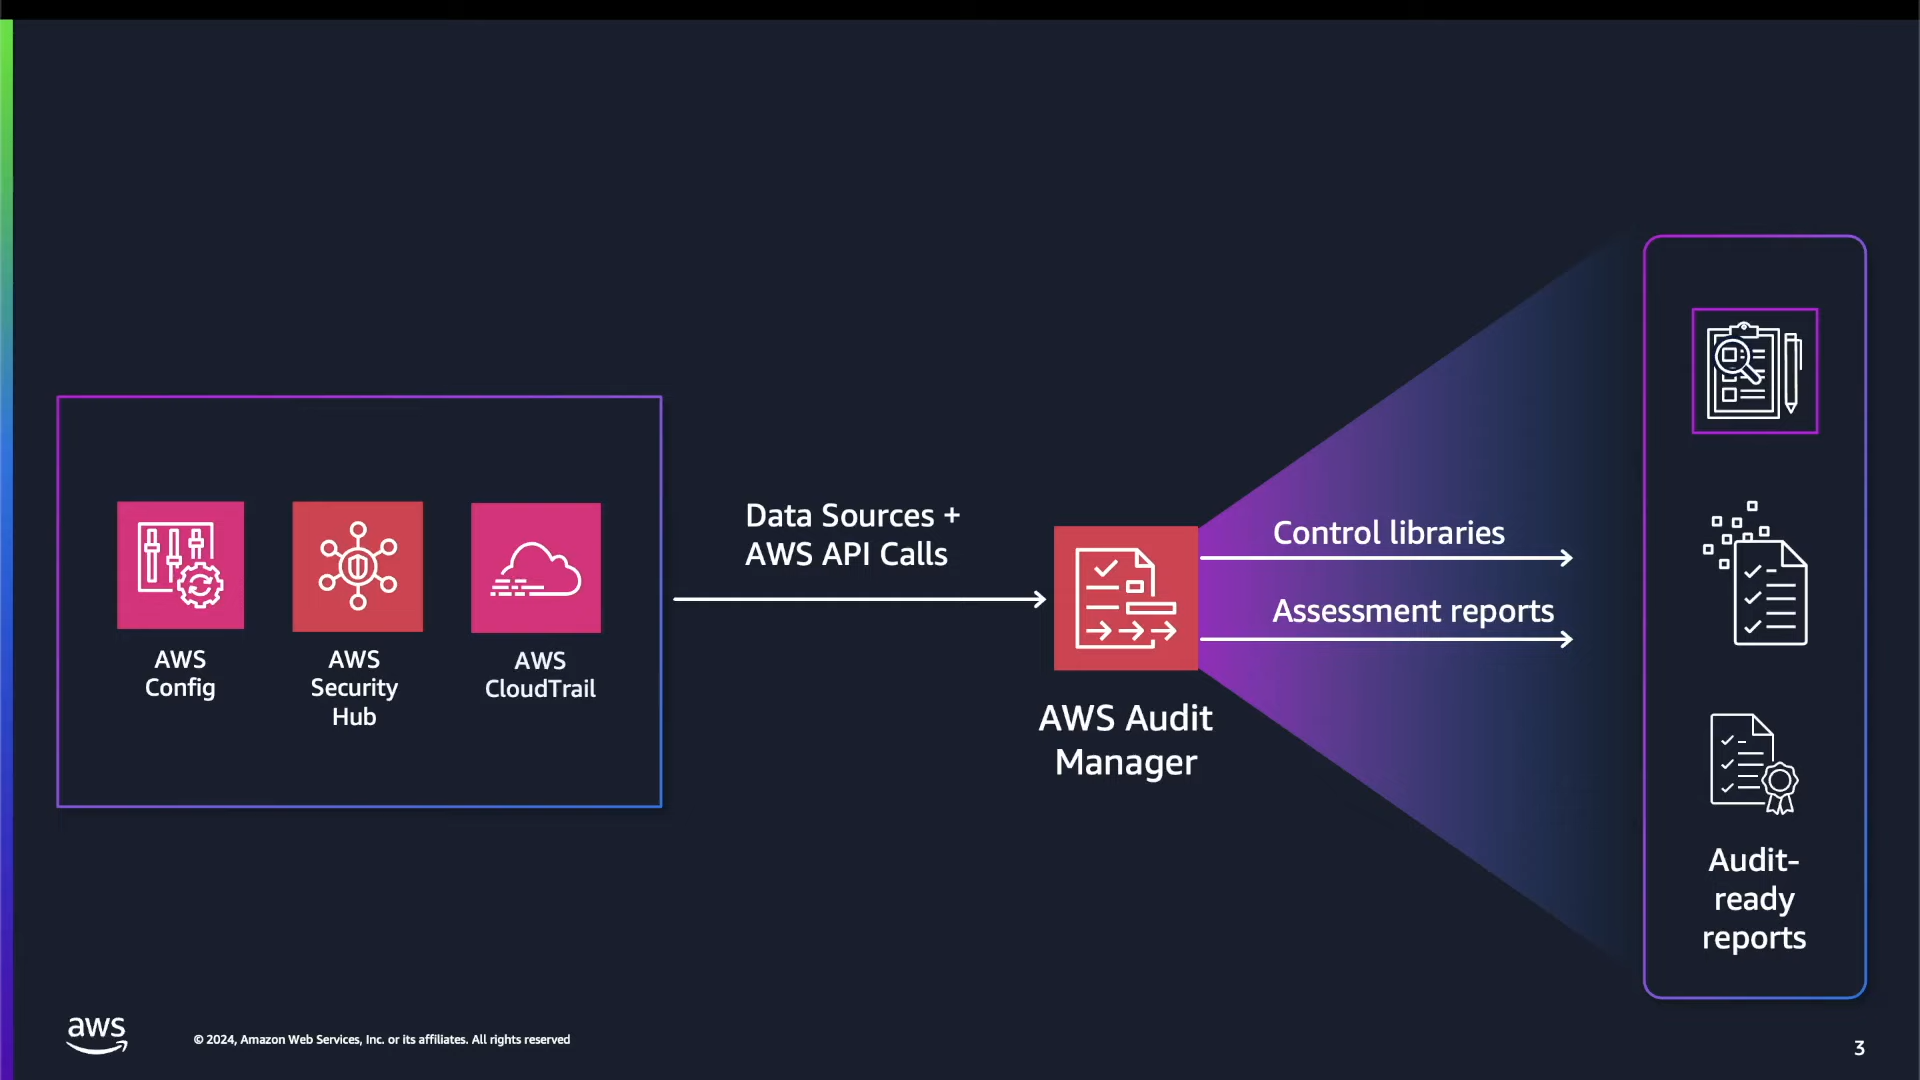 AWS
Config
AWS
Security
Hub
AWS
CloudTrail
Data Sources +
AWS API Calls
AWS Audit
Manager
Control libraries
Assessment reports
Audit-
ready
reports
aws
© 2024, Amazon Web Services, Inc. or its affiliates. All rights reserved
3